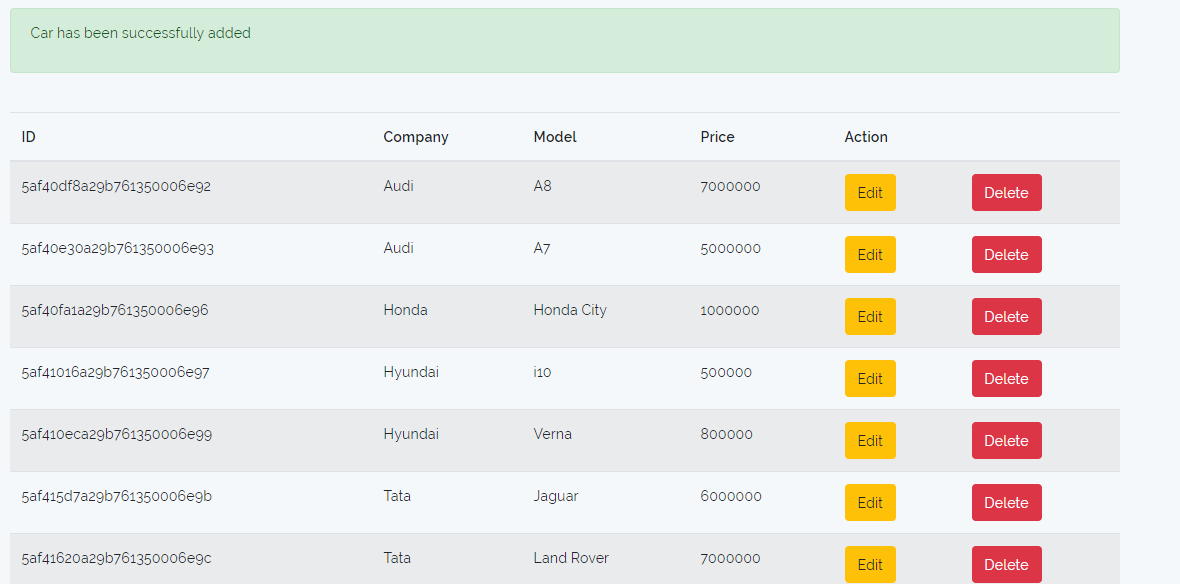 Car has been successfully added
ID Company Model Price Action
5af40df8a29b761350006e92 Audi A8 7000000 Edit Delete
5af40e30a29b761350006e93 Audi A7 5000000 Edit Delete
5af40fa1a29b761350006e96 Honda Honda City 1000000 Edit Delete
5af41016a29b761350006e97 Hyundai i10 500000 Edit Delete
5af410eca29b761350006e99 Hyundai Verna 800000 Edit Delete
5af415d7a29b761350006e9b Tata Jaguar 6000000 Edit Delete
5af41620a29b761350006e9c Tata Land Rover 7000000 Edit Delete